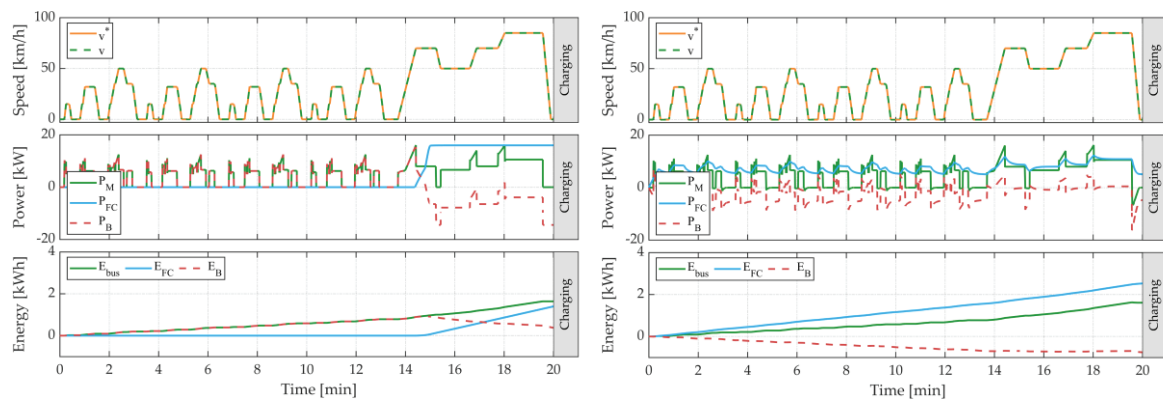 100
50
0
Speed [km/h]
v*
v
Charging
20
0
-20
Power [kW]
P_M
P_FC
P_B
Charging
4
2
0
Energy [kWh]
E_bus E_FC E_B
Charging
0 2 4 6 8 10 12 14 16 18 20
Time [min]
100
50
0
Speed [km/h]
v*
v
Charging
20
0
-20
Power [kW]
P_M
P_FC
P_B
Charging
4
2
0
Energy [kWh]
E_bus E_FC E_B
Charging
0 2 4 6 8 10 12 14 16 18 20
Time [min]